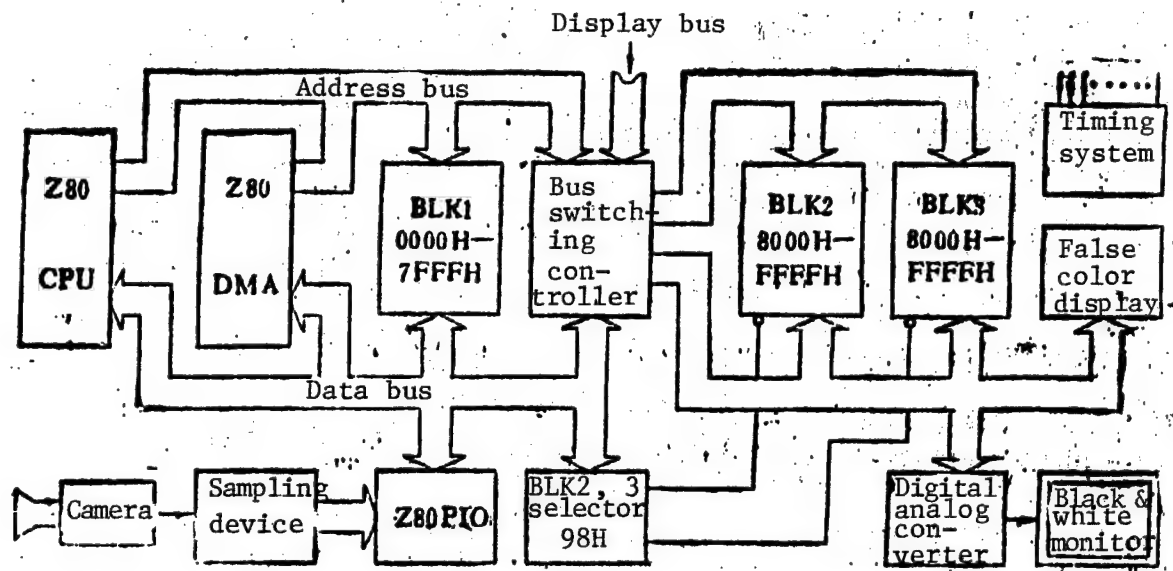 Display bus
Address bus
Z80
CPU
Z80
DMA
BLK1
0000H—
7FFFH
Bus
switch-
ing
con-
troller
BLK2
8000H—
FFFFH
BLK3
8000H—
FFFFH
Timing
system
False
color
display
Data bus
Camera
Sampling
device
Z80 PIO
BLK2, 3
selector
98H
Digital
analog
con-
verter
Black &
white
monitor